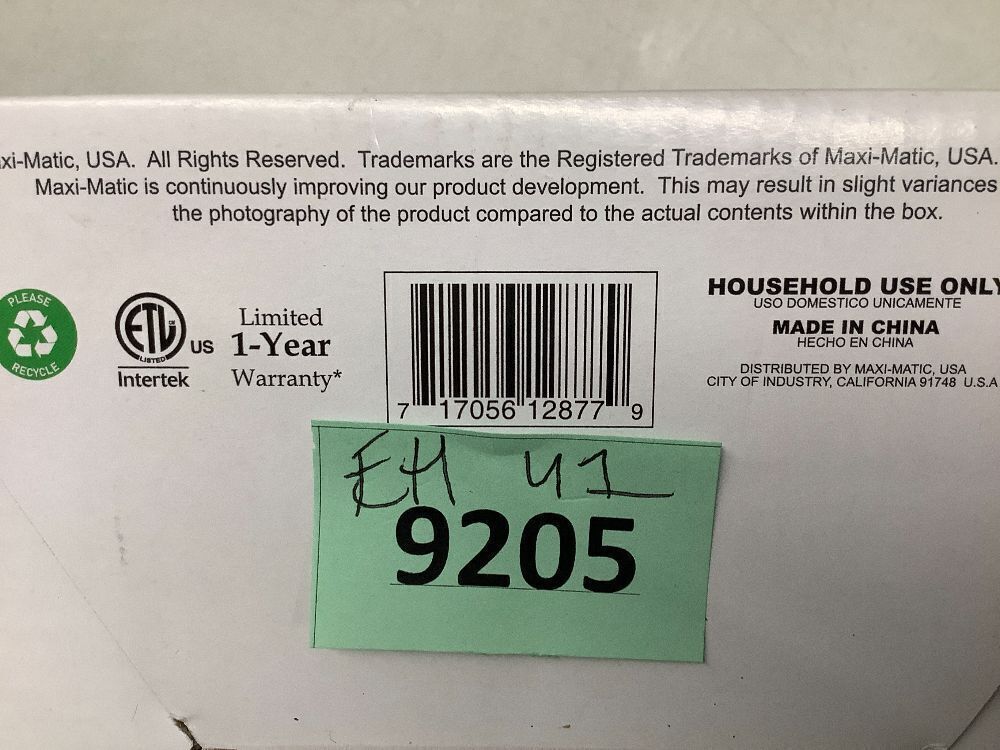 xi-Matic, USA. All Rights Reserved. Trademarks are the Registered Trademarks of Maxi-Matic, USA.
Maxi-Matic is continuously improving our product development. This may result in slight variances
the photography of the product compared to the actual contents within the box.
PLEASE
RECYCLE
ETL
CM
LISTED
US
Intertek
Limited
1-Year
Warranty*
7 17056 12877 9
HOUSEHOLD USE ONLY
USO DOMESTICO UNICAMENTE
MADE IN CHINA
HECHO EN CHINA
DISTRIBUTED BY MAXI-MATIC, USA
CITY OF INDUSTRY, CALIFORNIA 91748 U.S.A
EH 41
9205